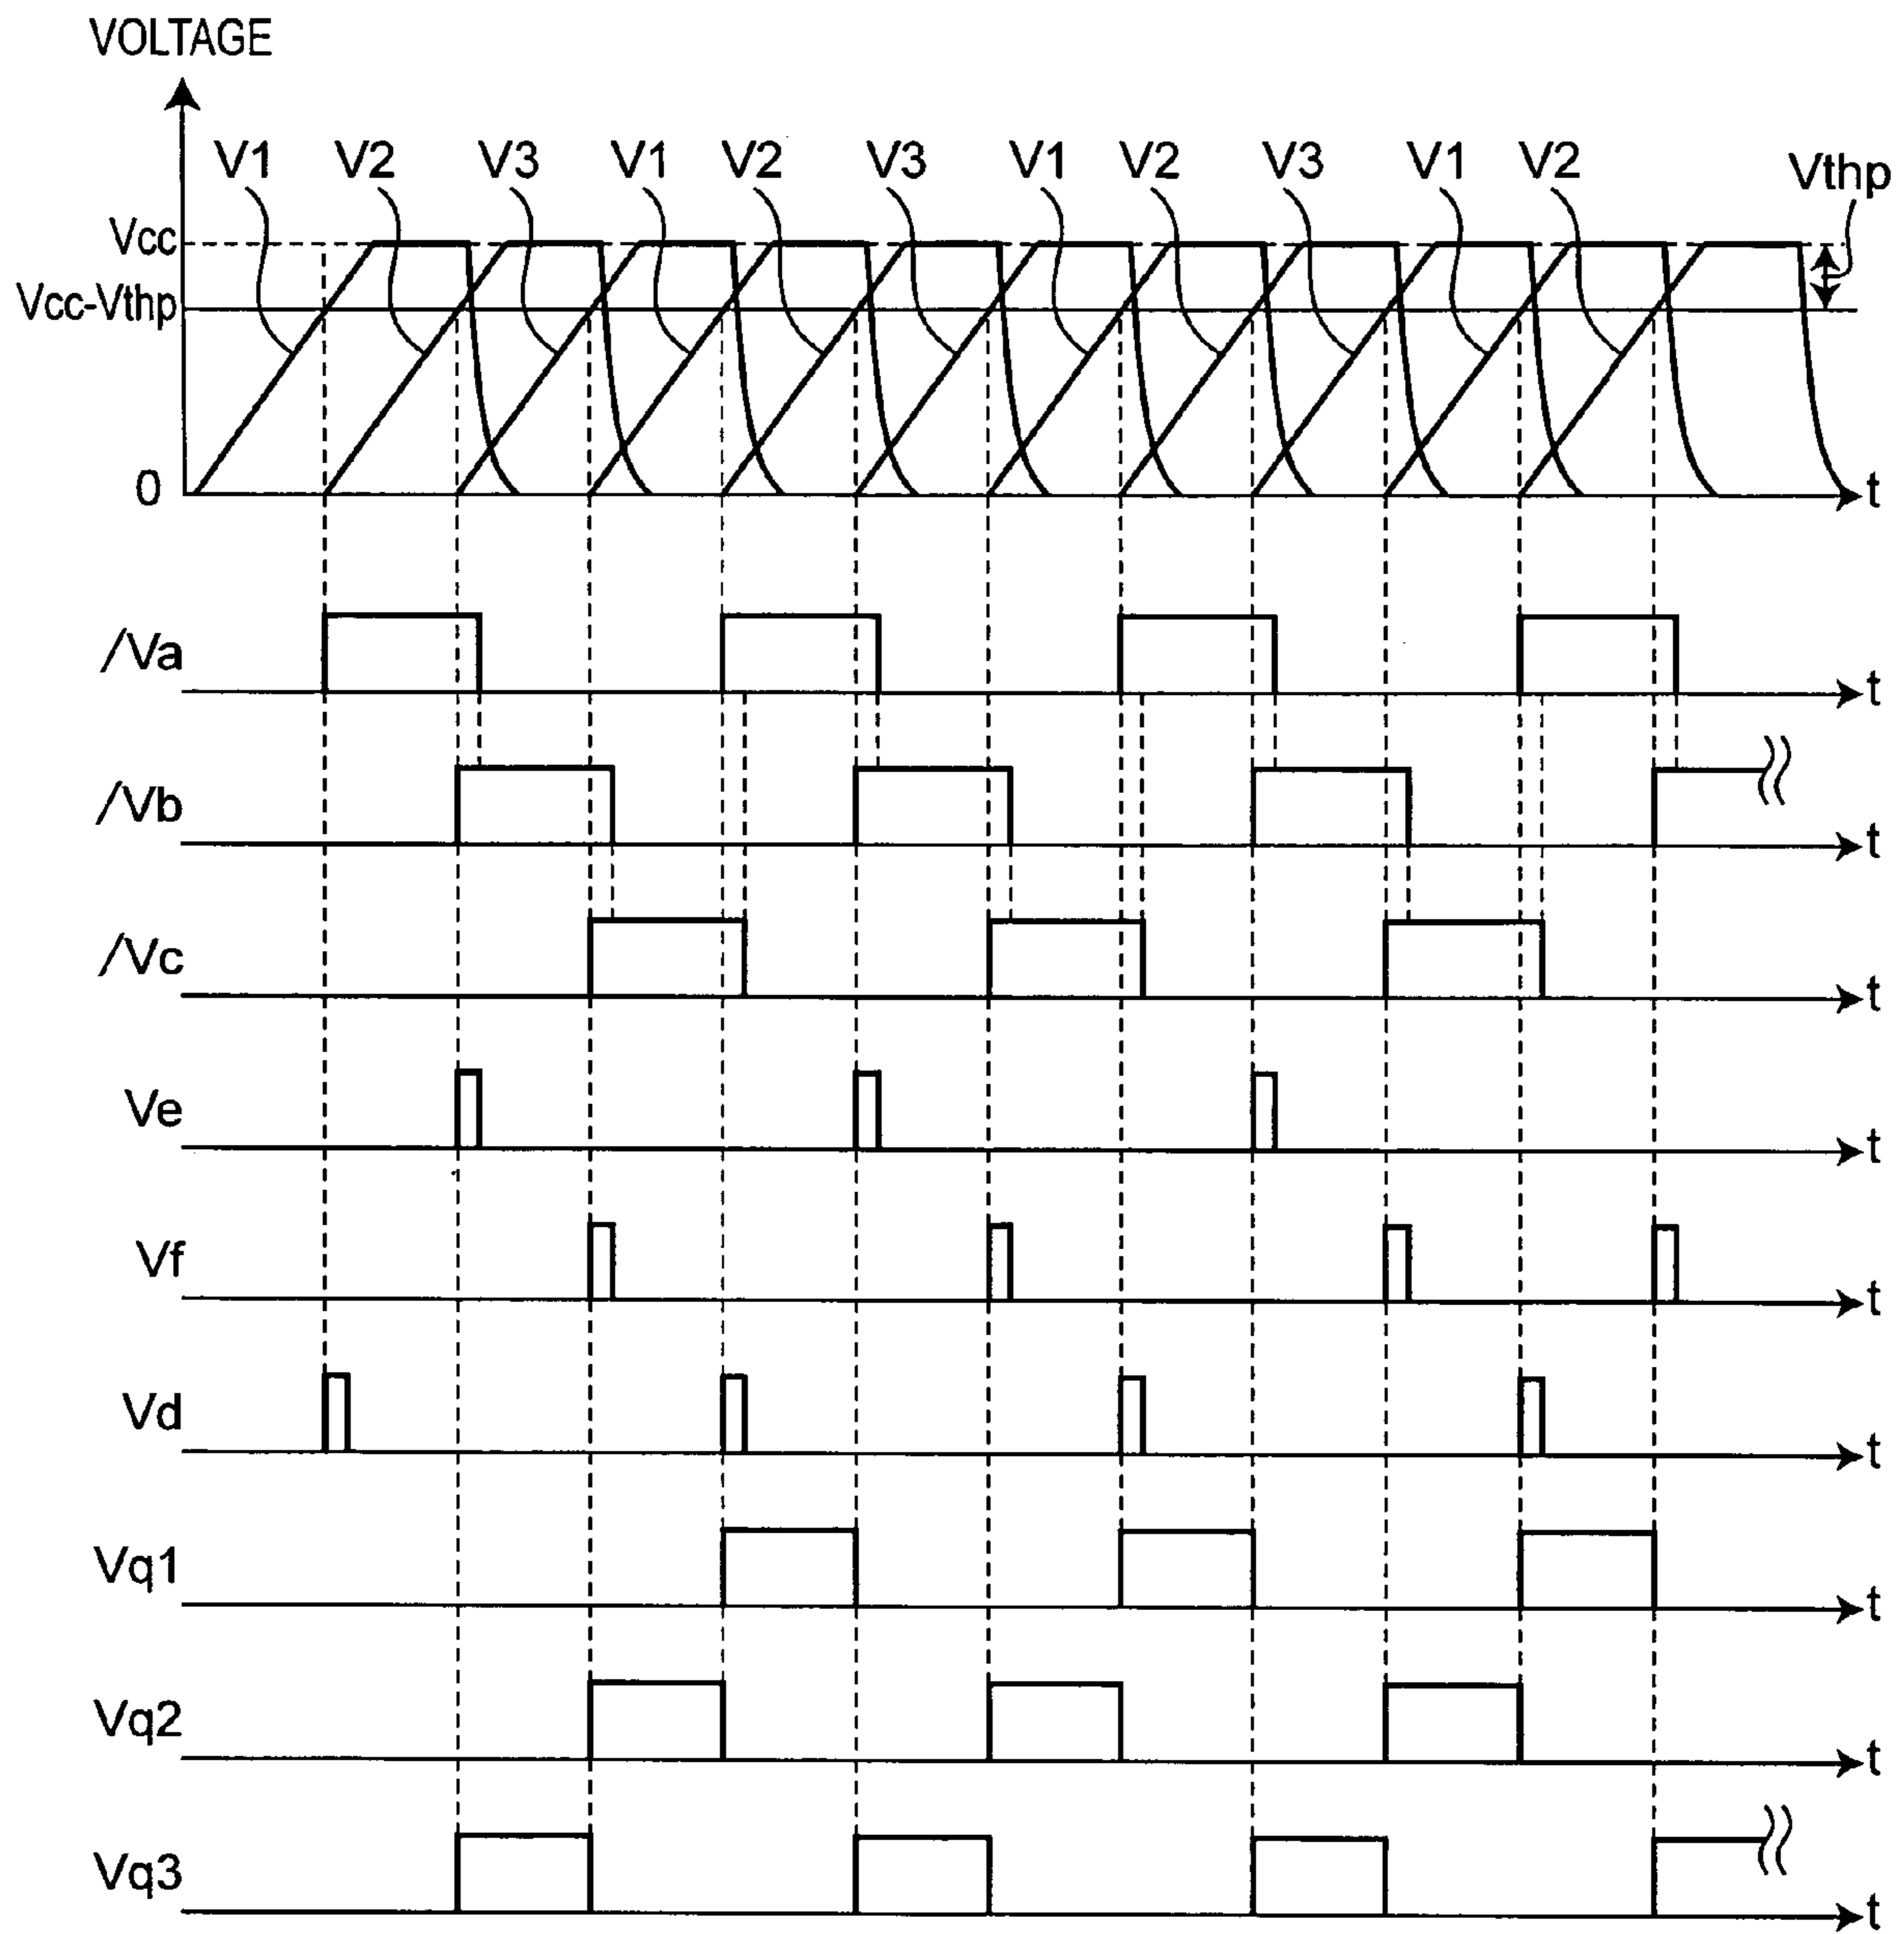 VOLTAGE
V1 V2 V3 V1 V2 V3 V1 V2 V3 V1 V2 Vthp
Vcc
Vcc-Vthp
0 t
/Va t
/Vb t
/Vc t
Ve t
Vf t
Vd t
Vq1 t
Vq2 t
Vq3 t